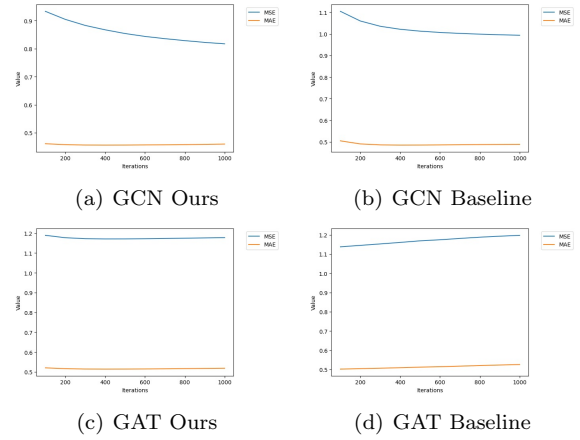 MSE
MAE
0.9
0.8
0.7
0.6
0.5
Value
200 400 600 800 1000
Iterations
(a) GCN Ours
MSE
MAE
1.1
1.0
0.9
0.8
0.7
0.6
0.5
Value
200 400 600 800 1000
Iterations
(b) GCN Baseline
MSE
MAE
1.2
1.1
1.0
0.9
0.8
0.7
0.6
0.5
Value
200 400 600 800 1000
Iterations
(c) GAT Ours
MSE
MAE
1.2
1.1
1.0
0.9
0.8
0.7
0.6
0.5
Value
200 400 600 800 1000
Iterations
(d) GAT Baseline